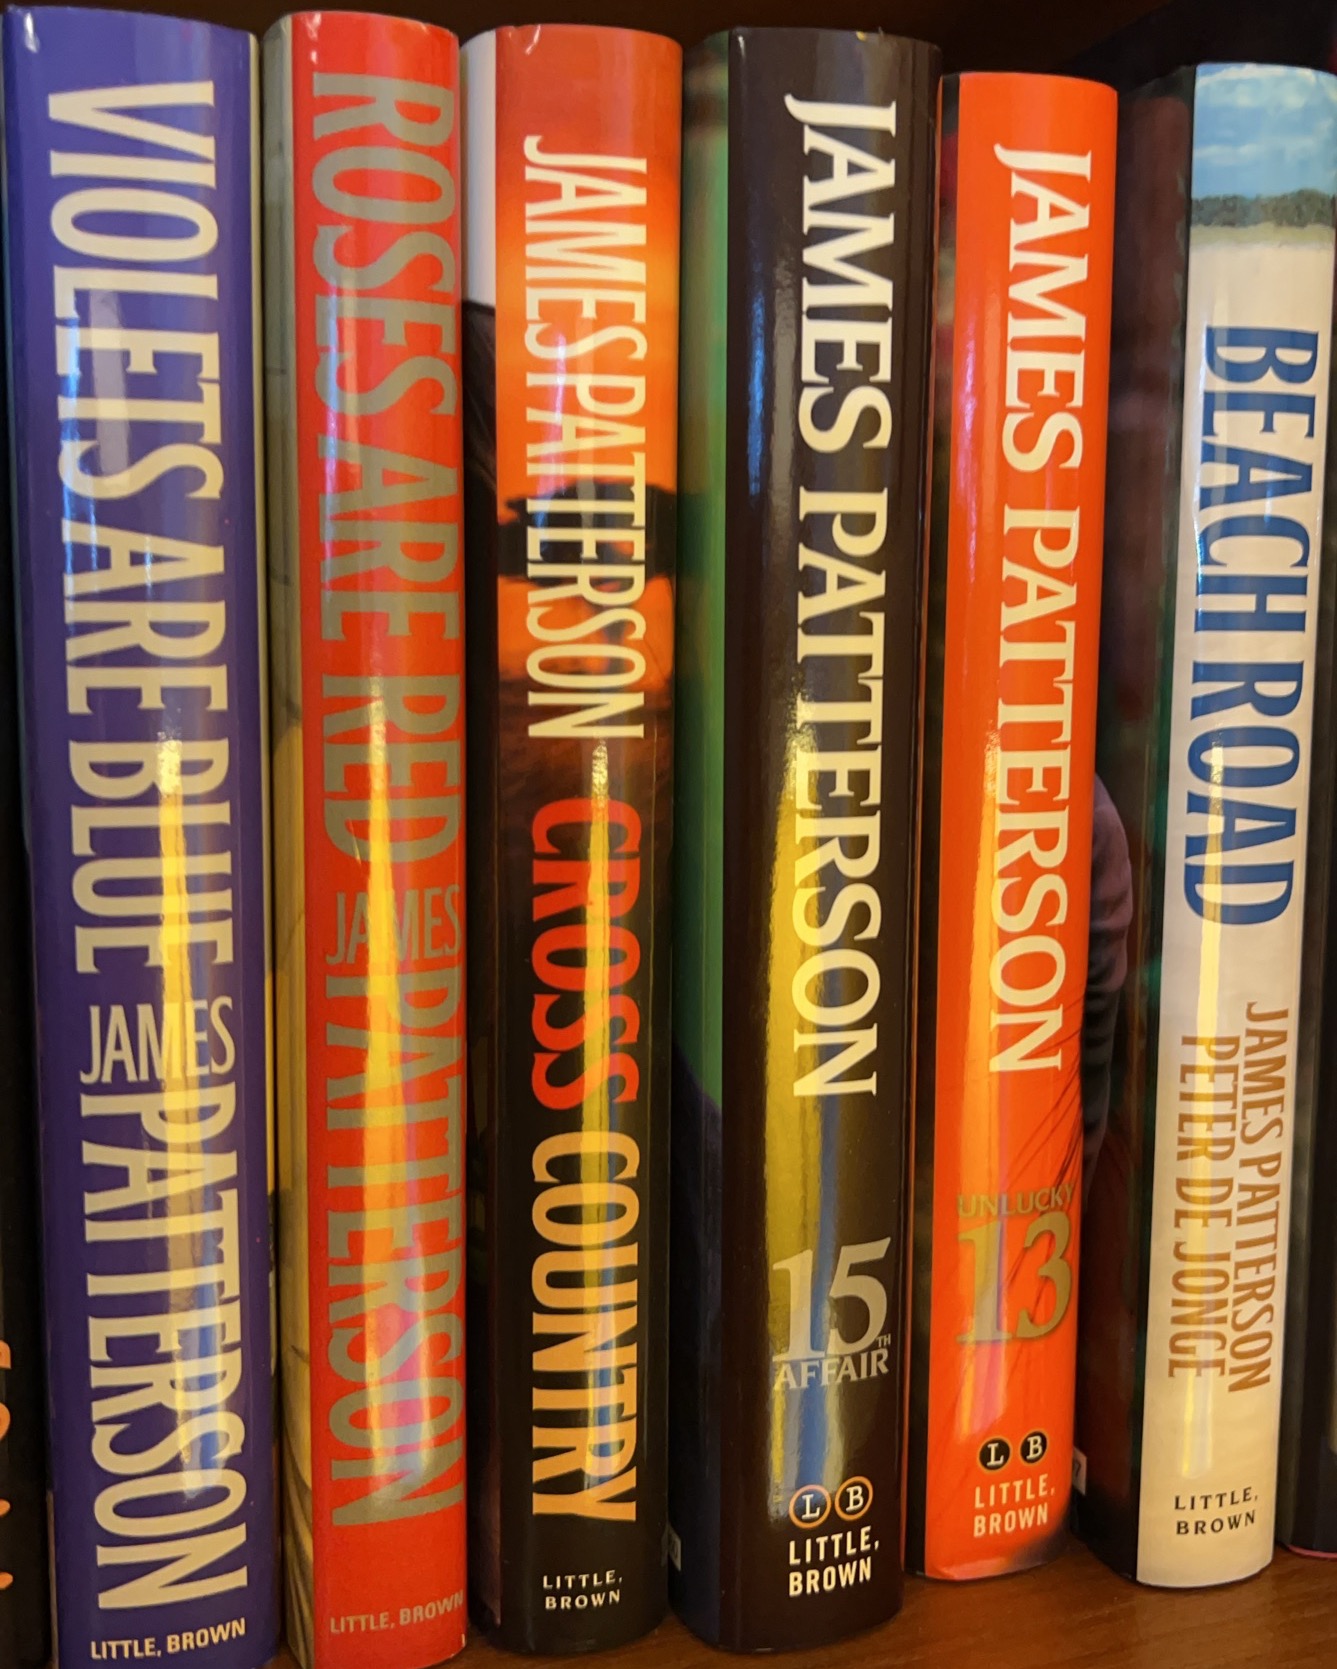 VIOLETS ARE BLUE JAMES PATTERSON
LITTLE, BROWN
ROSES ARE RED JAMES PATTERSON
LITTLE, BROWN
JAMES PATTERSON CROSS COUNTRY
LITTLE,
BROWN
JAMES PATTERSON
15TH
AFFAIR
L B
LITTLE,
BROWN
JAMES PATTERSON
UNLUCKY
13
L B
LITTLE,
BROWN
BEACH ROAD
JAMES PATTERSON
PETER DE JONGE
LITTLE,
BROWN